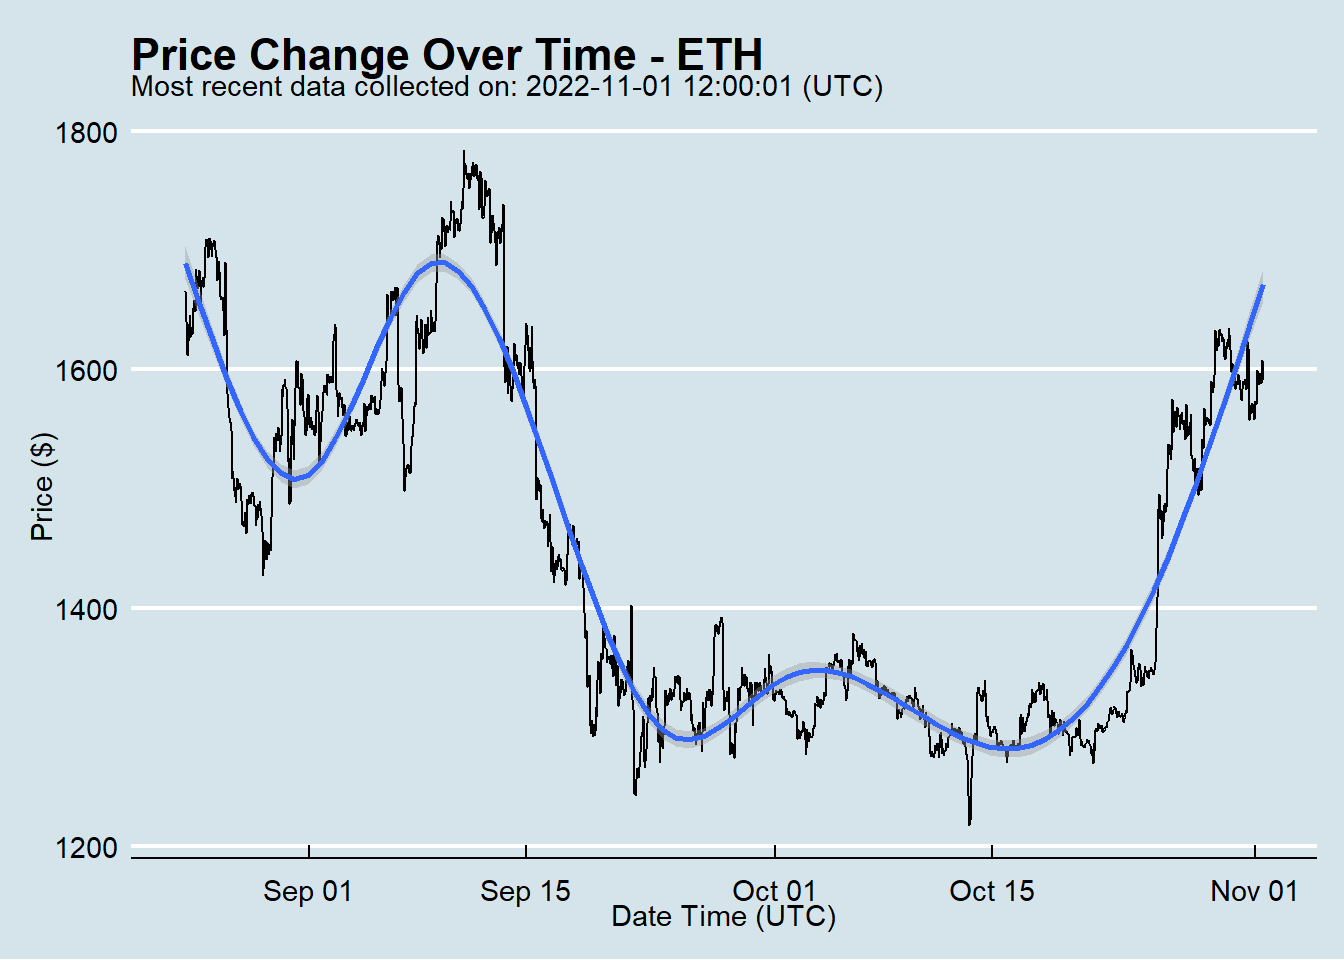 Price Change Over Time - ETH
Most recent data collected on: 2022-11-01 12:00:01 (UTC)
1800
1600
1400
1200
Price ($)
Sep 01
Sep 15
Oct 01
Oct 15
Nov 01
Date Time (UTC)